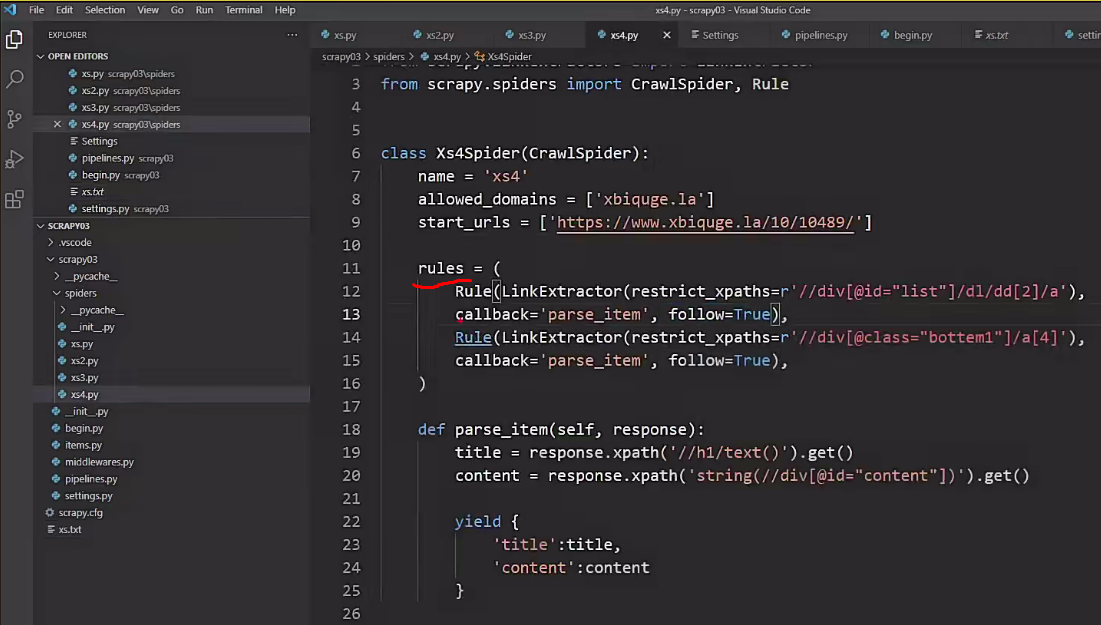 File Edit Selection View Go Run Terminal Help xs4.py - scrapy03 - Visual Studio Code
EXPLORER
OPEN EDITORS
xs.py scrapy03\spiders
xs2.py scrapy03\spiders
xs3.py scrapy03\spiders
xs4.py scrapy03\spiders
Settings
pipelines.py scrapy03
begin.py scrapy03
xs.txt
settings.py scrapy03
SCRAPY03
.vscode
scrapy03
__pycache__
spiders
__pycache__
__init__.py
xs.py
xs2.py
xs3.py
xs4.py
__init__.py
begin.py
items.py
middlewares.py
pipelines.py
settings.py
scrapy.cfg
xs.txt
xs.py xs2.py xs3.py xs4.py Settings pipelines.py begin.py xs.txt
scrapy03 > spiders > xs4.py > Xs4Spider
3 from scrapy.spiders import CrawlSpider, Rule
4
5
6 class Xs4Spider(CrawlSpider):
7 name = 'xs4'
8 allowed_domains = ['xbiquge.la']
9 start_urls = ['https://www.xbiquge.la/10/10489/']
10
11 rules = (
12 Rule(LinkExtractor(restrict_xpaths=r'//div[@id="list"]/dl/dd[2]/a'),
13 callback='parse_item', follow=True),
14 Rule(LinkExtractor(restrict_xpaths=r'//div[@class="bottem1"]/a[4]'),
15 callback='parse_item', follow=True),
16 )
17
18 def parse_item(self, response):
19 title = response.xpath('//h1/text()').get()
20 content = response.xpath('string(//div[@id="content"])').get()
21
22 yield {
23 'title':title,
24 'content':content
25 }
26